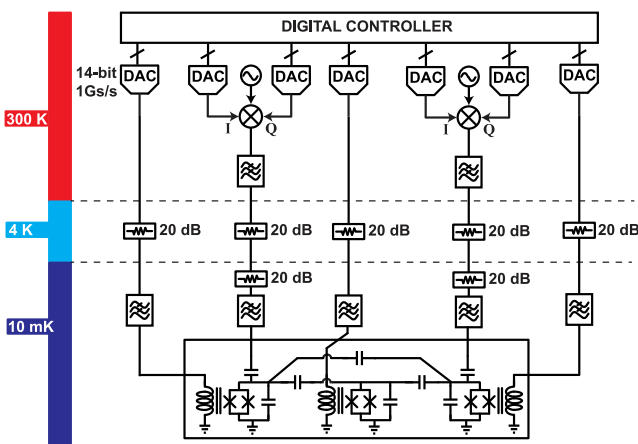 DIGITAL CONTROLLER
14-bit
1Gs/s
DAC DAC DAC DAC DAC DAC DAC
I Q I Q
300 K
4 K
20 dB 20 dB 20 dB 20 dB 20 dB
20 dB 20 dB
10 mK